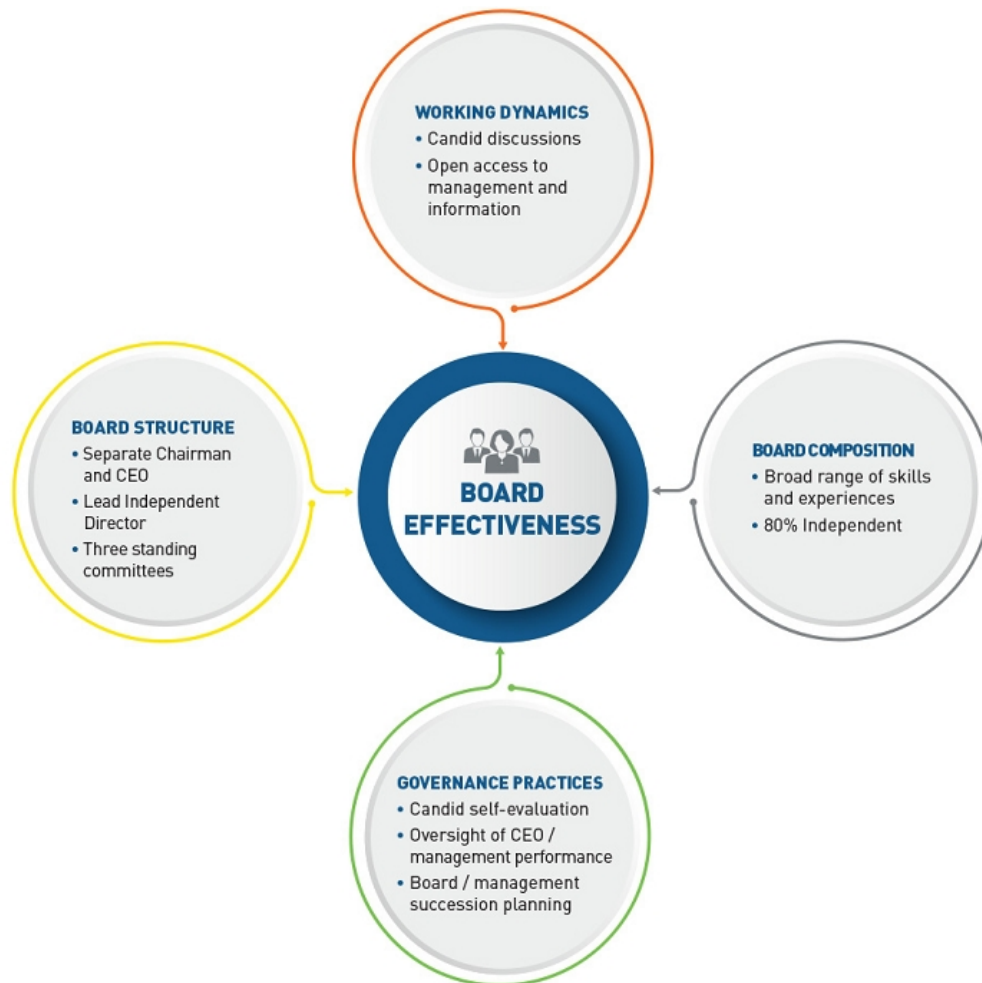 WORKING DYNAMICS
• Candid discussions
• Open access to
management and
information
BOARD STRUCTURE
• Separate Chairman
and CEO
• Lead Independent
Director
• Three standing
committees
BOARD
EFFECTIVENESS
BOARD COMPOSITION
• Broad range of skills
and experiences
• 80% Independent
GOVERNANCE PRACTICES
• Candid self-evaluation
• Oversight of CEO /
management performance
• Board / management
succession planning